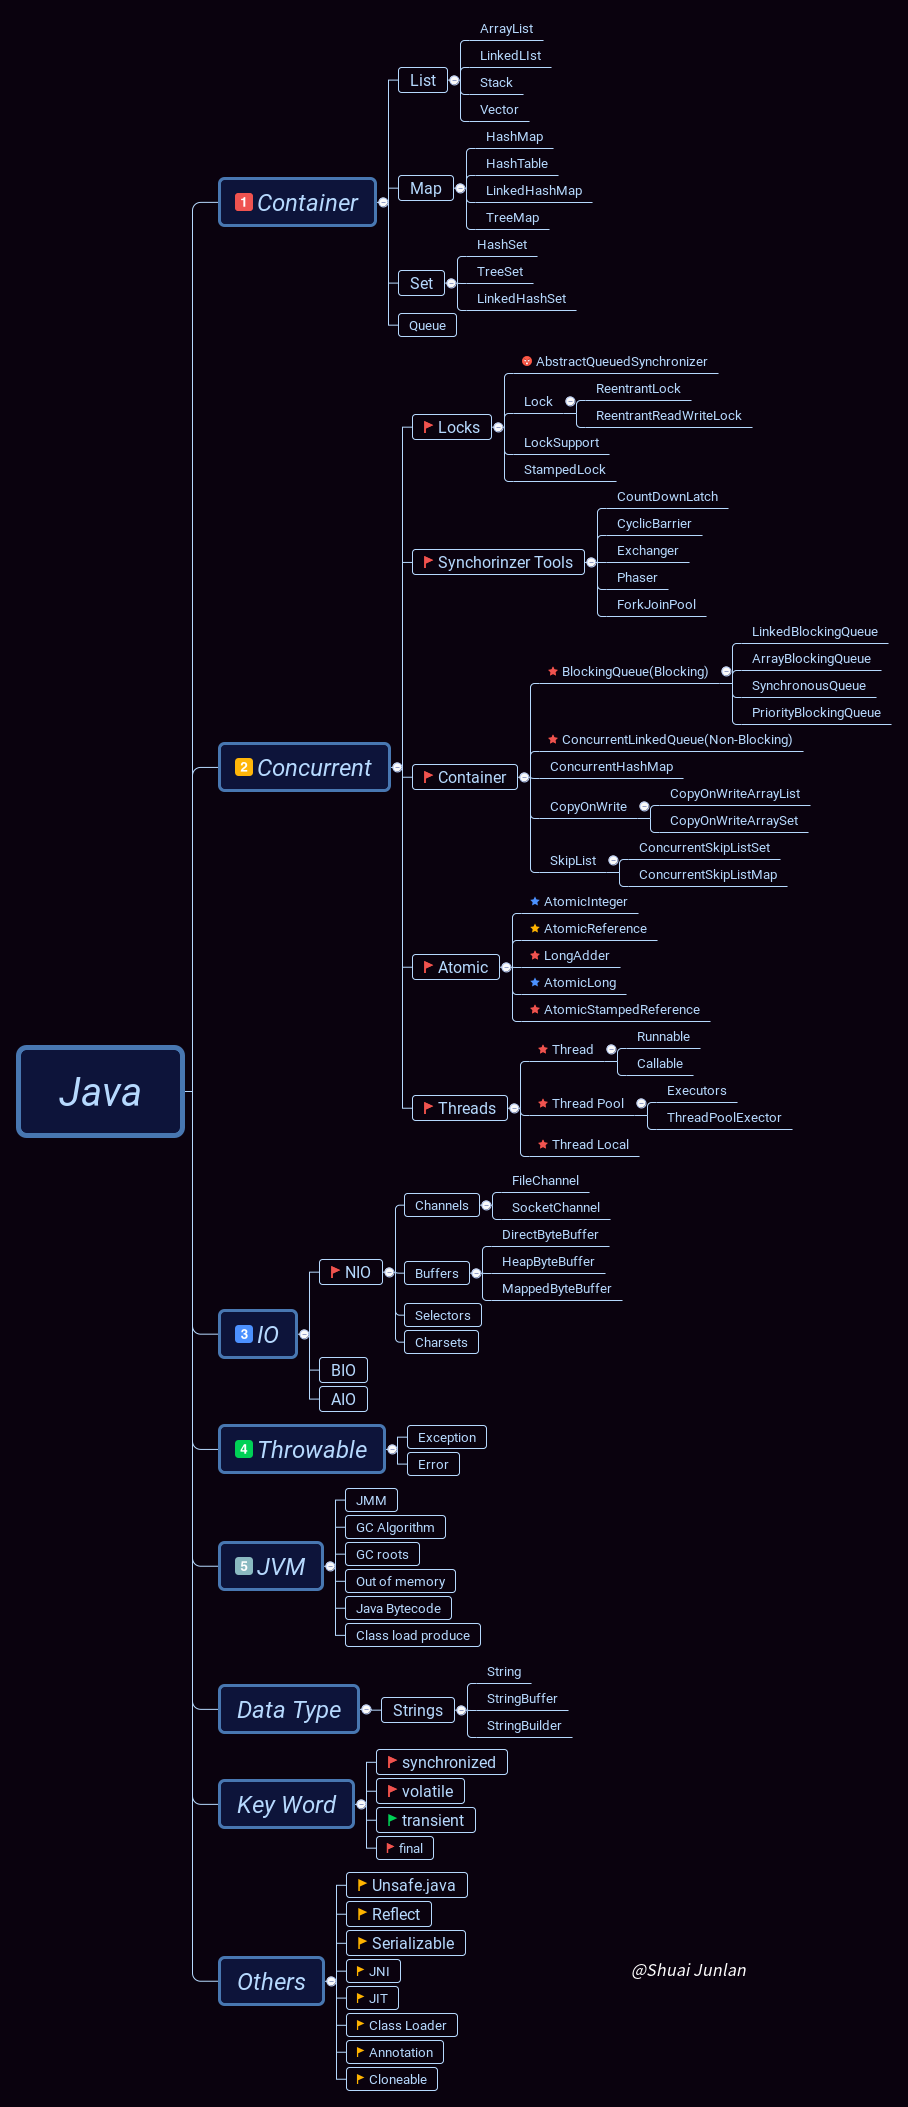 Java
1 Container
List
ArrayList
LinkedLIst
Stack
Vector
Map
HashMap
HashTable
LinkedHashMap
TreeMap
Set
HashSet
TreeSet
LinkedHashSet
Queue
2 Concurrent
Locks
AbstractQueuedSynchronizer
Lock
ReentrantLock
ReentrantReadWriteLock
LockSupport
StampedLock
Synchorinzer Tools
CountDownLatch
CyclicBarrier
Exchanger
Phaser
ForkJoinPool
Container
BlockingQueue(Blocking)
LinkedBlockingQueue
ArrayBlockingQueue
SynchronousQueue
PriorityBlockingQueue
ConcurrentLinkedQueue(Non-Blocking)
ConcurrentHashMap
CopyOnWrite
CopyOnWriteArrayList
CopyOnWriteArraySet
SkipList
ConcurrentSkipListSet
ConcurrentSkipListMap
Atomic
AtomicInteger
AtomicReference
LongAdder
AtomicLong
AtomicStampedReference
Threads
Thread
Runnable
Callable
Thread Pool
Executors
ThreadPoolExector
Thread Local
3 IO
NIO
Channels
FileChannel
SocketChannel
Buffers
DirectByteBuffer
HeapByteBuffer
MappedByteBuffer
Selectors
Charsets
BIO
AIO
4 Throwable
Exception
Error
5 JVM
JMM
GC Algorithm
GC roots
Out of memory
Java Bytecode
Class load produce
Data Type
Strings
String
StringBuffer
StringBuilder
Key Word
synchronized
volatile
transient
final
Others
Unsafe.java
Reflect
Serializable
JNI
JIT
Class Loader
Annotation
Cloneable
@Shuai Junlan